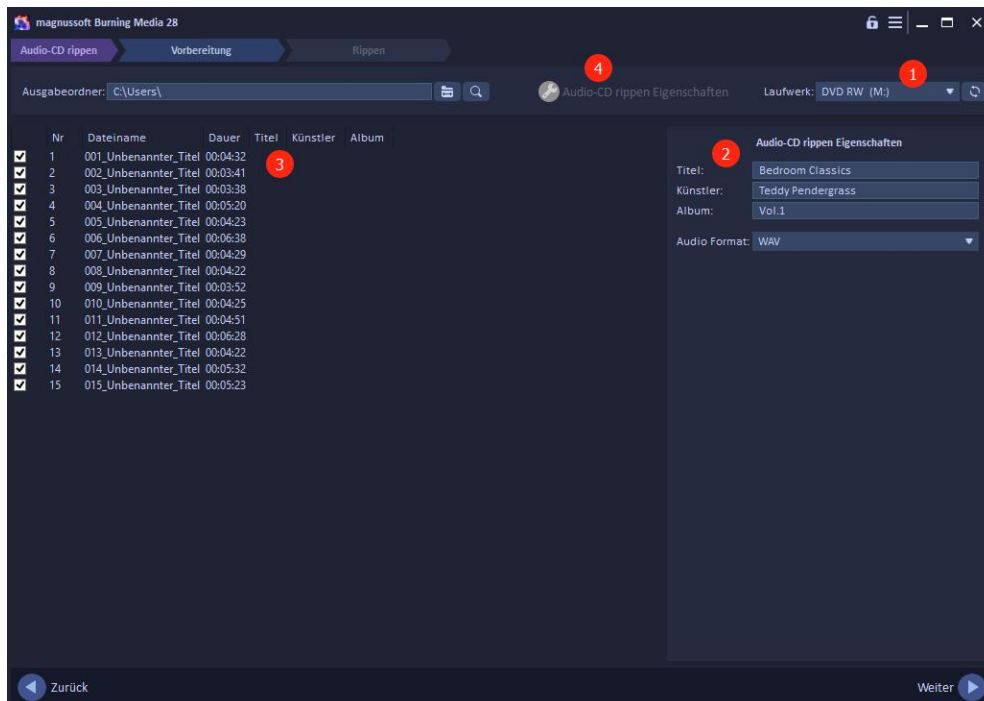 magnussoft Burning Media 28
Audio-CD rippen Vorbereitung Rippen
4
1
Ausgabeordner: C:\Users\ Audio-CD rippen Eigenschaften Laufwerk: DVD RW (M:)
Nr Dateiname Dauer Titel Künstler Album
1 001_Unbenannter_Titel 00:04:32
2 002_Unbenannter_Titel 00:03:41
3 003_Unbenannter_Titel 00:03:38
4 004_Unbenannter_Titel 00:05:20
5 005_Unbenannter_Titel 00:04:23
6 006_Unbenannter_Titel 00:06:38
7 007_Unbenannter_Titel 00:04:29
8 008_Unbenannter_Titel 00:04:22
9 009_Unbenannter_Titel 00:03:52
10 010_Unbenannter_Titel 00:04:25
11 011_Unbenannter_Titel 00:04:51
12 012_Unbenannter_Titel 00:06:28
13 013_Unbenannter_Titel 00:04:22
14 014_Unbenannter_Titel 00:05:32
15 015_Unbenannter_Titel 00:05:23
3
2
Audio-CD rippen Eigenschaften
Titel: Bedroom Classics
Künstler: Teddy Pendergrass
Album: Vol.1
Audio Format: WAV
Zurück
Weiter